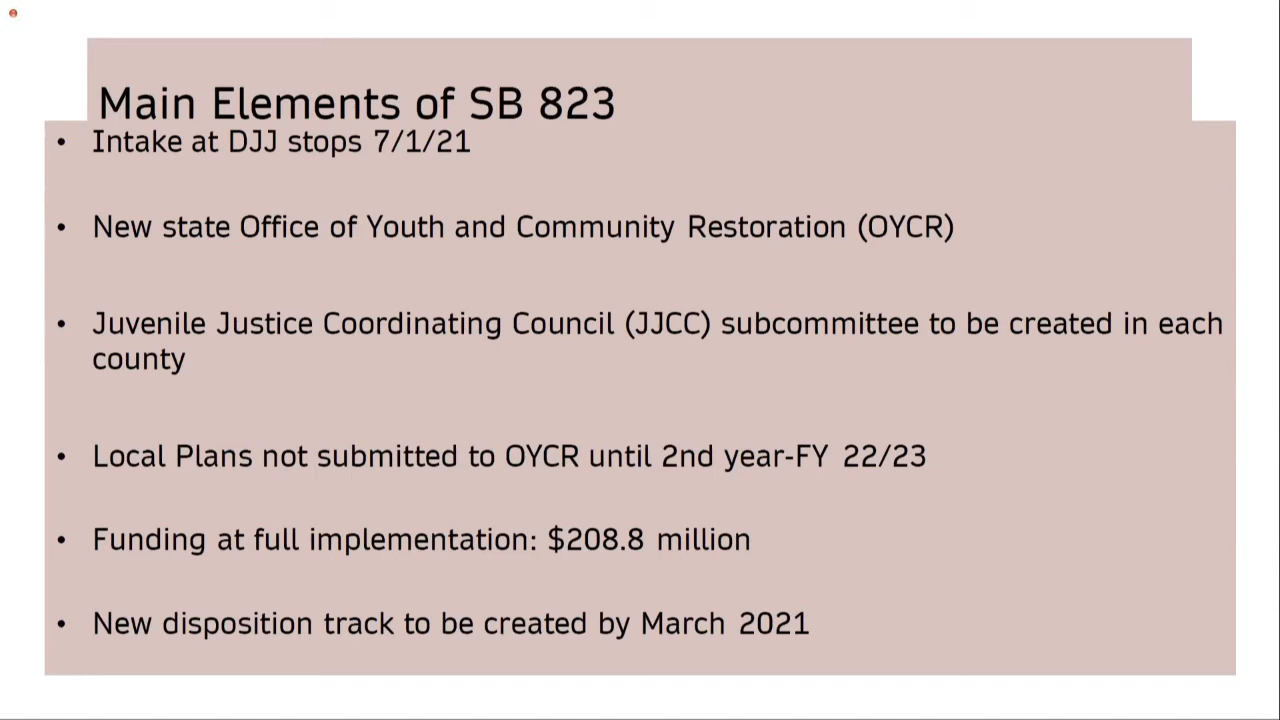 Main Elements of SB 823
• Intake at DJJ stops 7/1/21
• New state Office of Youth and Community Restoration (OYCR)
• Juvenile Justice Coordinating Council (JJCC) subcommittee to be created in each
county
• Local Plans not submitted to OYCR until 2nd year-FY 22/23
• Funding at full implementation: $208.8 million
• New disposition track to be created by March 2021